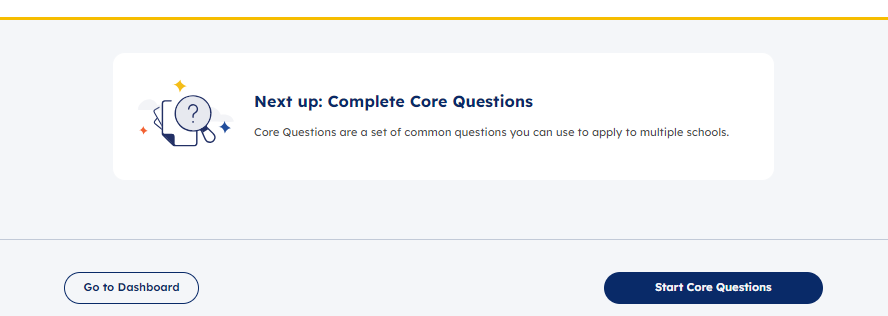 ?
Next up: Complete Core Questions
Core Questions are a set of common questions you can use to apply to multiple schools.
Go to Dashboard
Start Core Questions